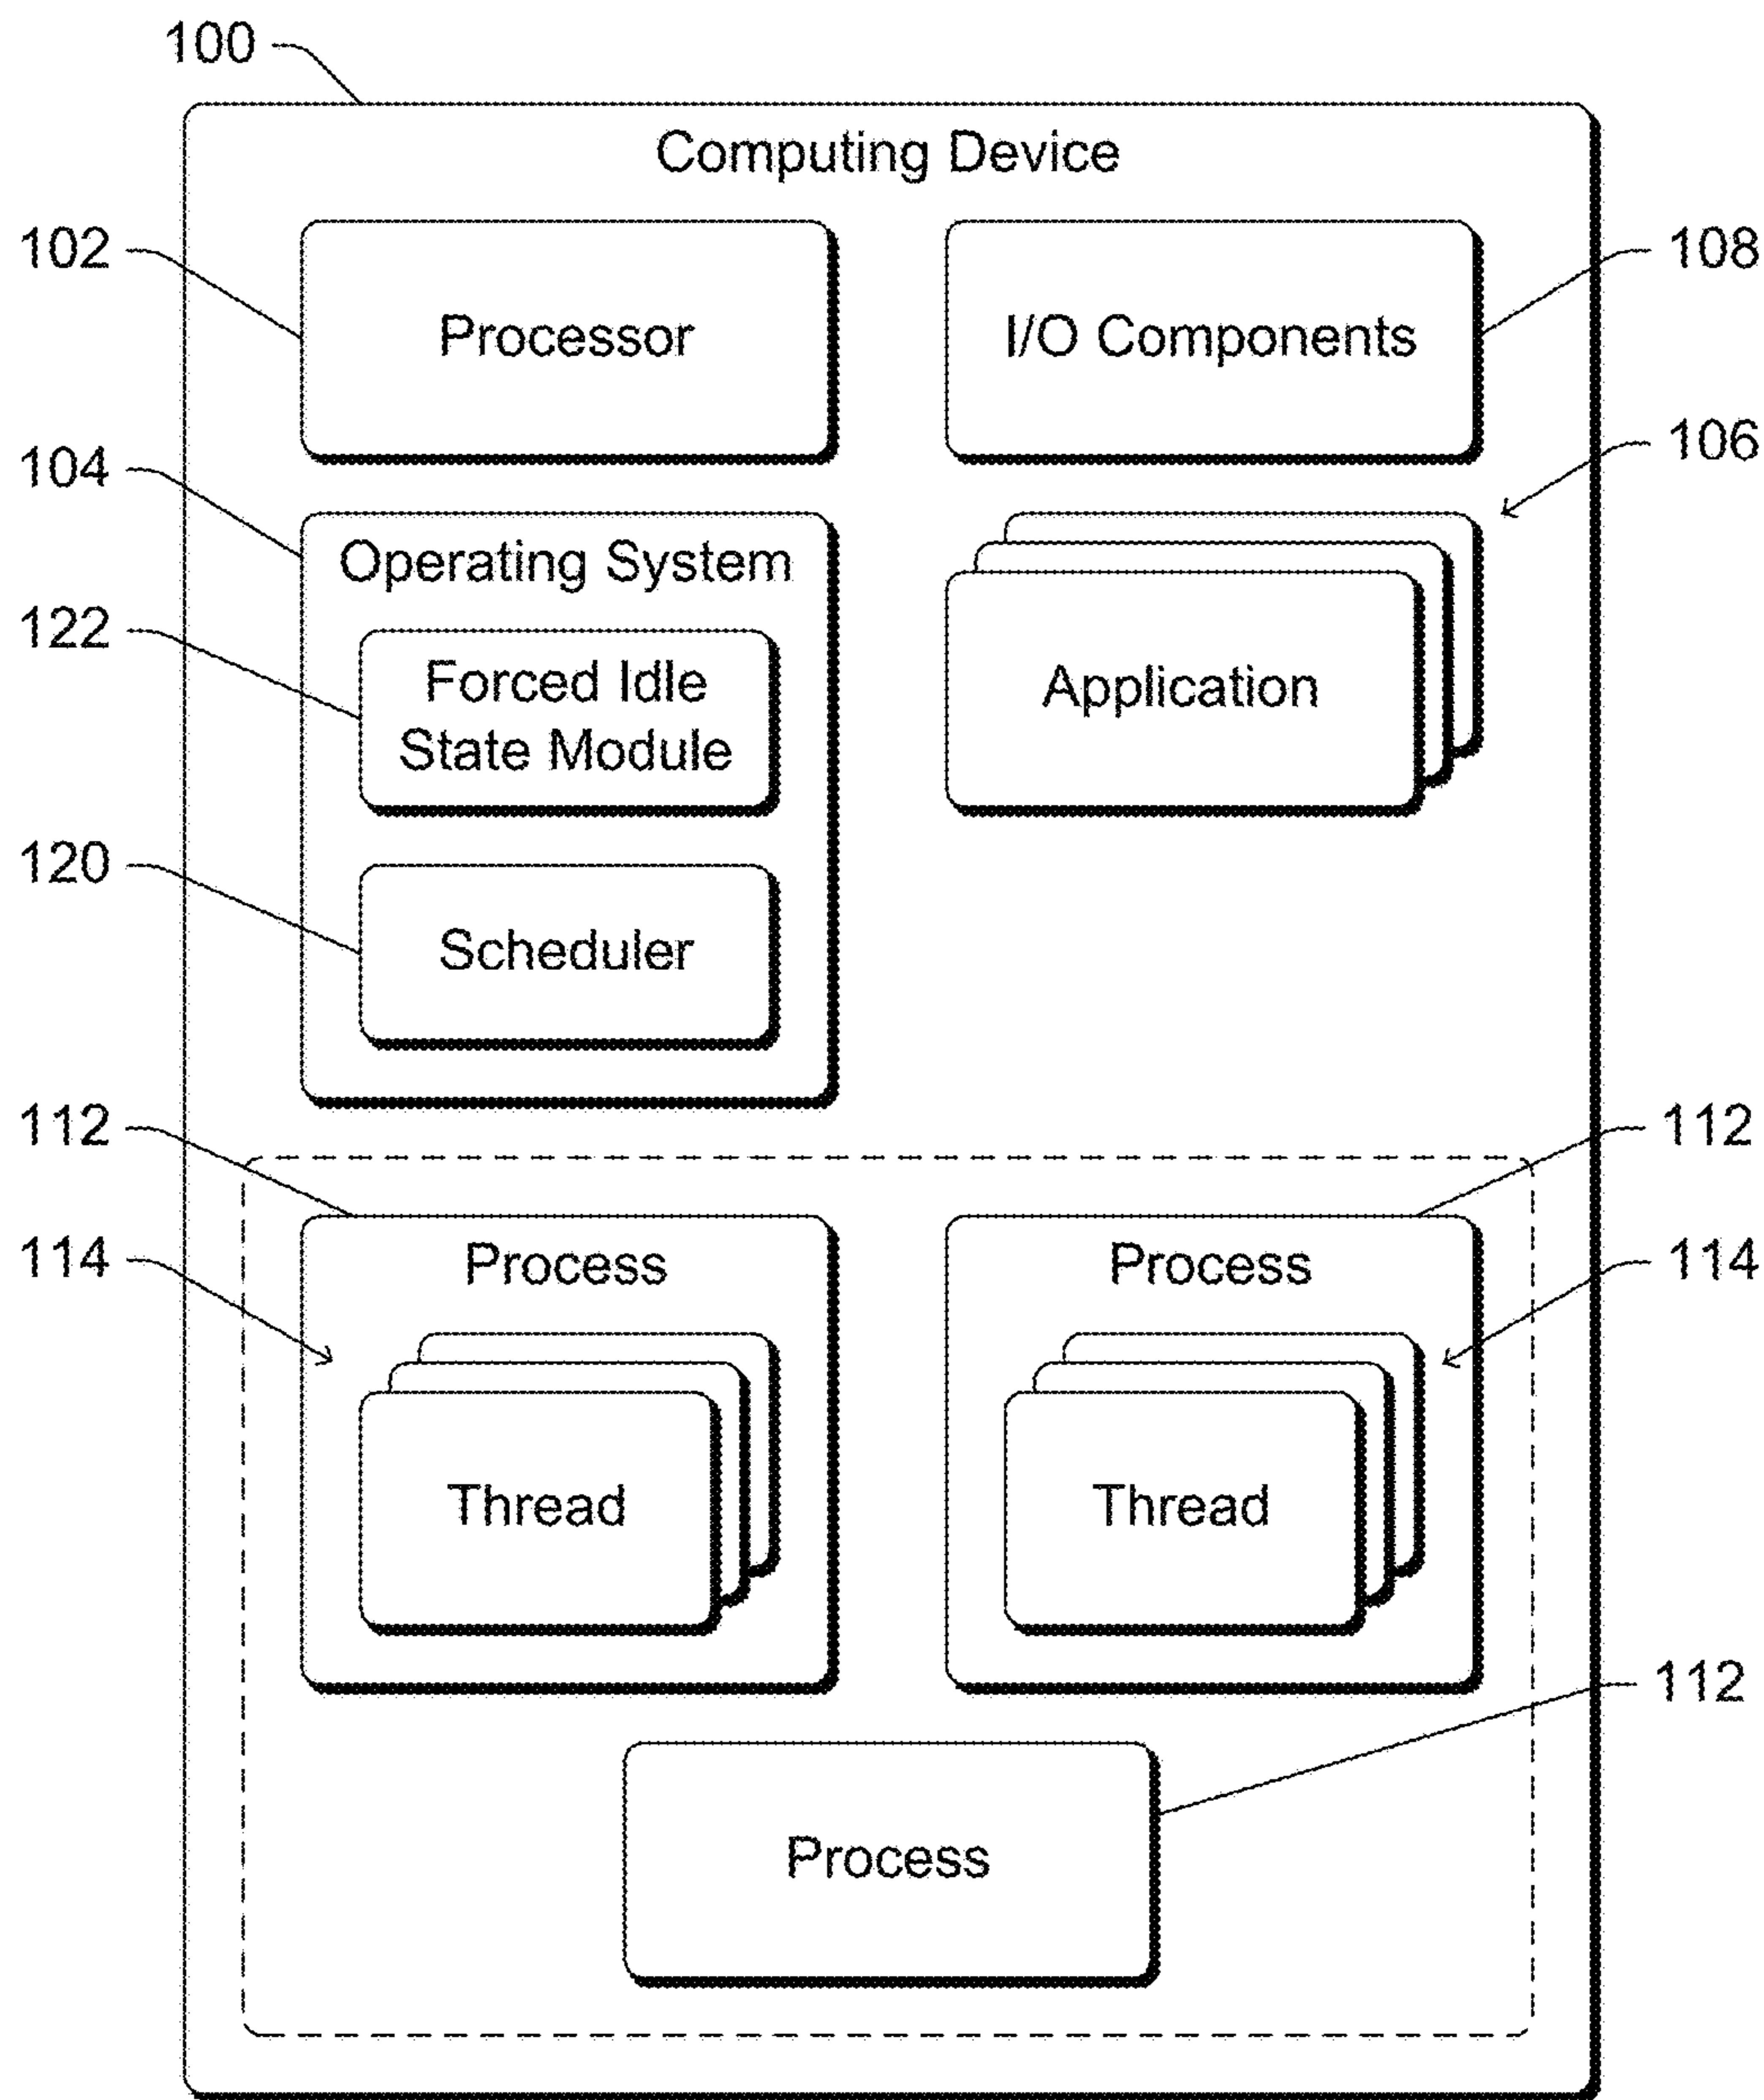 100
Computing Device
102
Processor
I/O Components
108
104
Operating System
106
122
Forced Idle
State Module
Application
120
Scheduler
112
112
114
Process
Process
114
Thread
Thread
112
Process